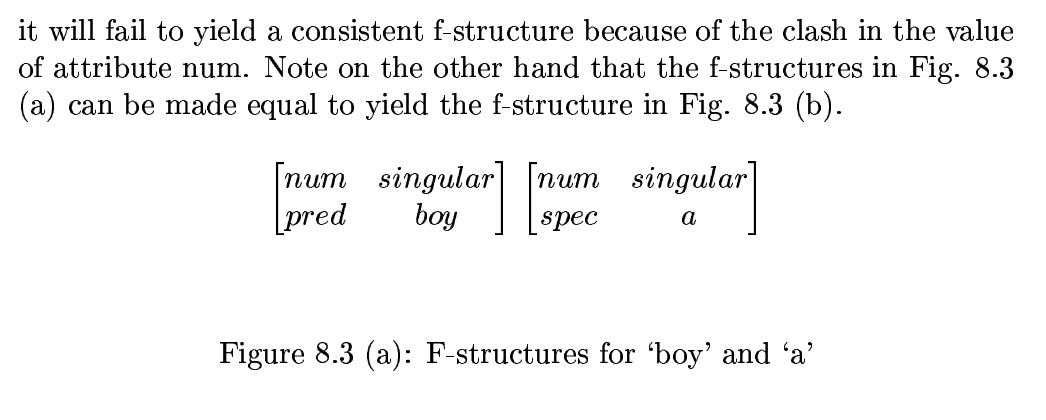 it will fail to yield a consistent f-structure because of the clash in the value
of attribute num. Note on the other hand that the f-structures in Fig. 8.3
(a) can be made equal to yield the f-structure in Fig. 8.3 (b).
[num singular] [num singular]
[pred boy] [spec a]
Figure 8.3 (a): F-structures for ‘boy’ and ‘a’